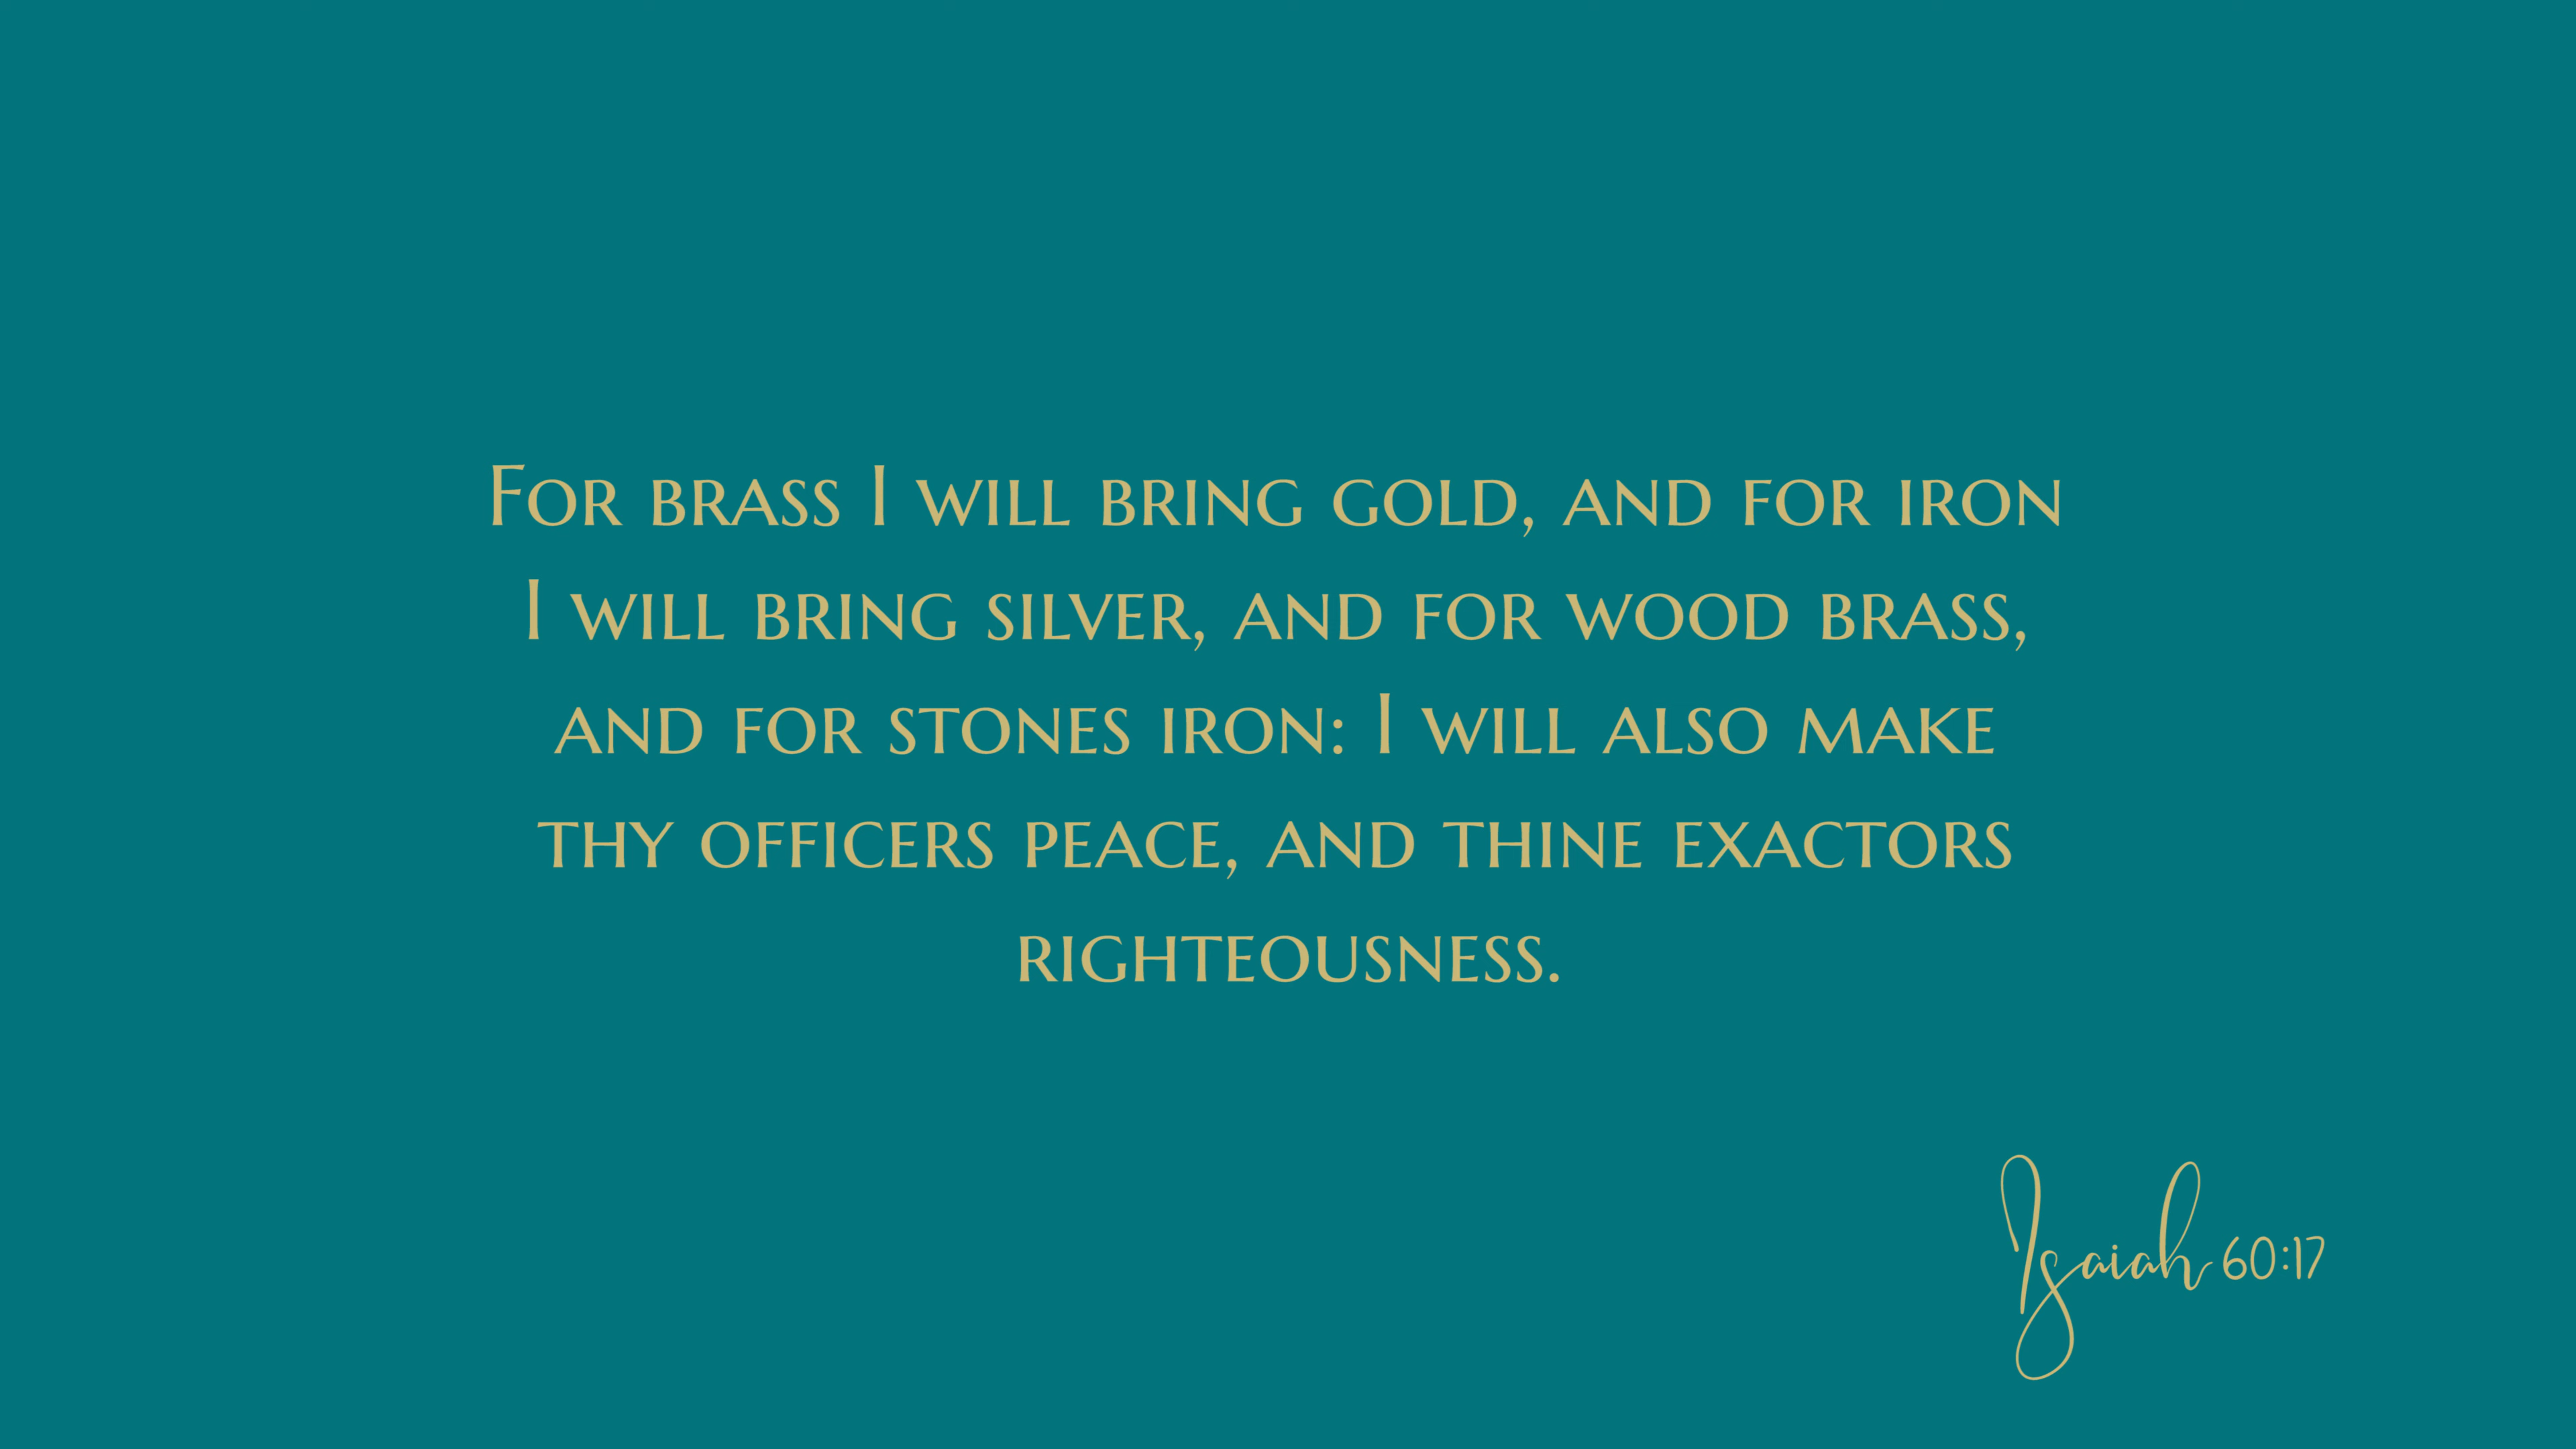 For brass I will bring gold, and for iron
I will bring silver, and for wood brass,
and for stones iron: I will also make
thy officers peace, and thine exactors
righteousness.
Isaiah 60:17